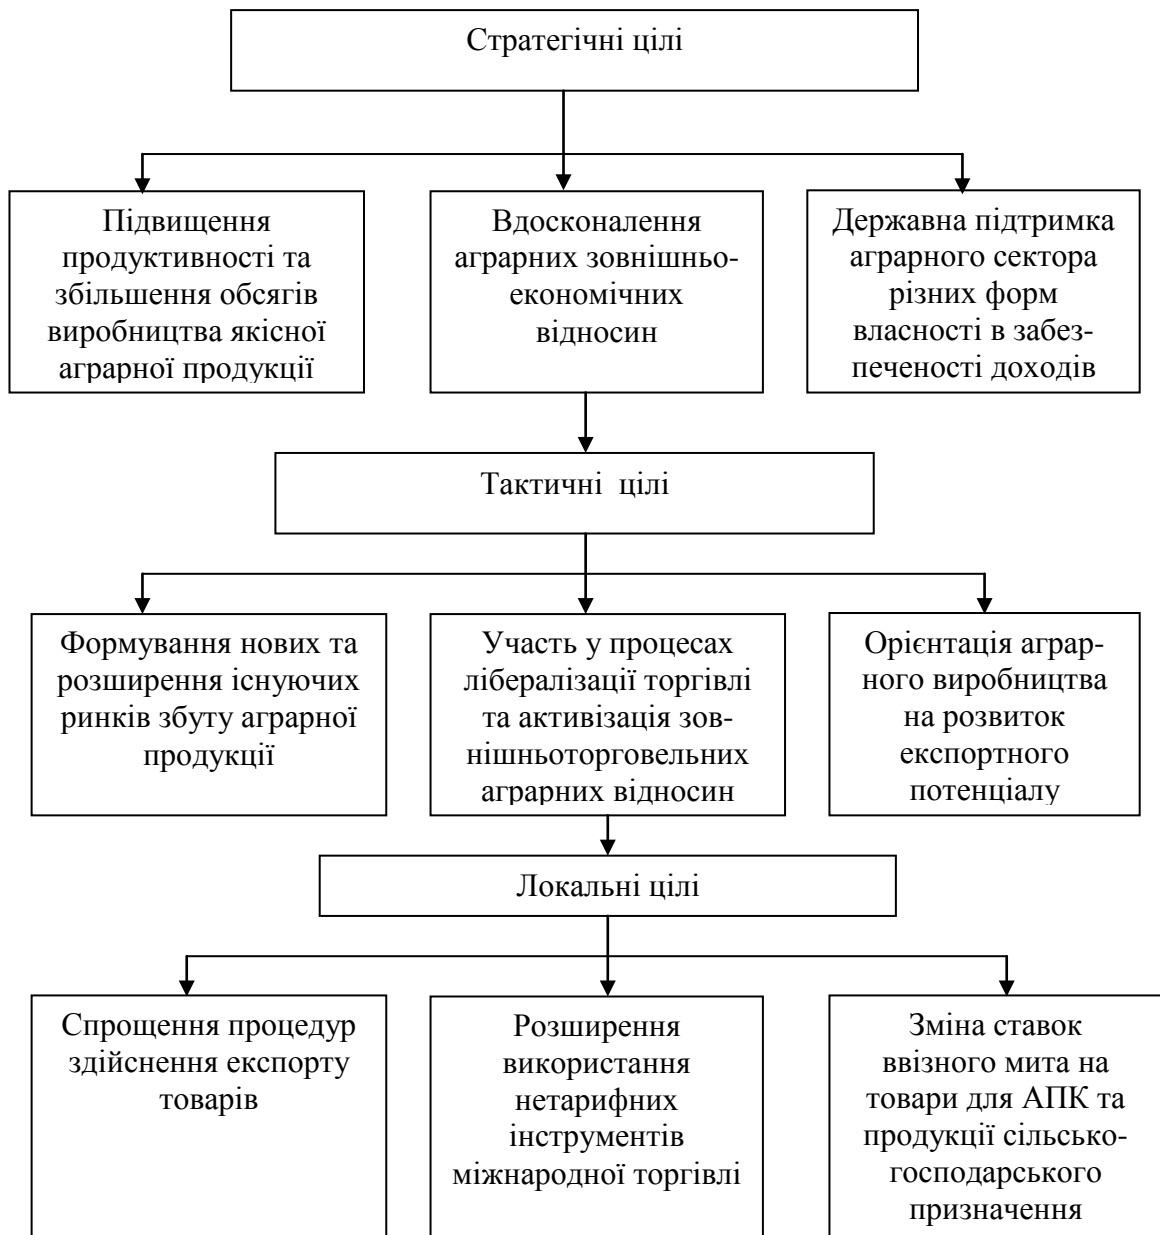 Стратегічні цілі
Підвищення
продуктивності та
збільшення обсягів
виробництва якісної
аграрної продукції
Вдосконалення
аграрних зовнішньо-
економічних
відносин
Державна підтримка
аграрного сектора
різних форм
власності в забез-
печеності доходів
Тактичні  цілі
Формування нових та
розширення існуючих
ринків збуту аграрної
продукції
Участь у процесах
лібералізації торгівлі
та активізація зов-
нішньоторговельних
аграрних відносин
Орієнтація аграр-
ного виробництва
на розвиток
експортного
потенціалу
Локальні цілі
Спрощення процедур
здійснення експорту
товарів
Розширення
використання
нетарифних
інструментів
міжнародної торгівлі
Зміна ставок
ввізного мита на
товари для АПК та
продукції сільсько-
господарського
призначення